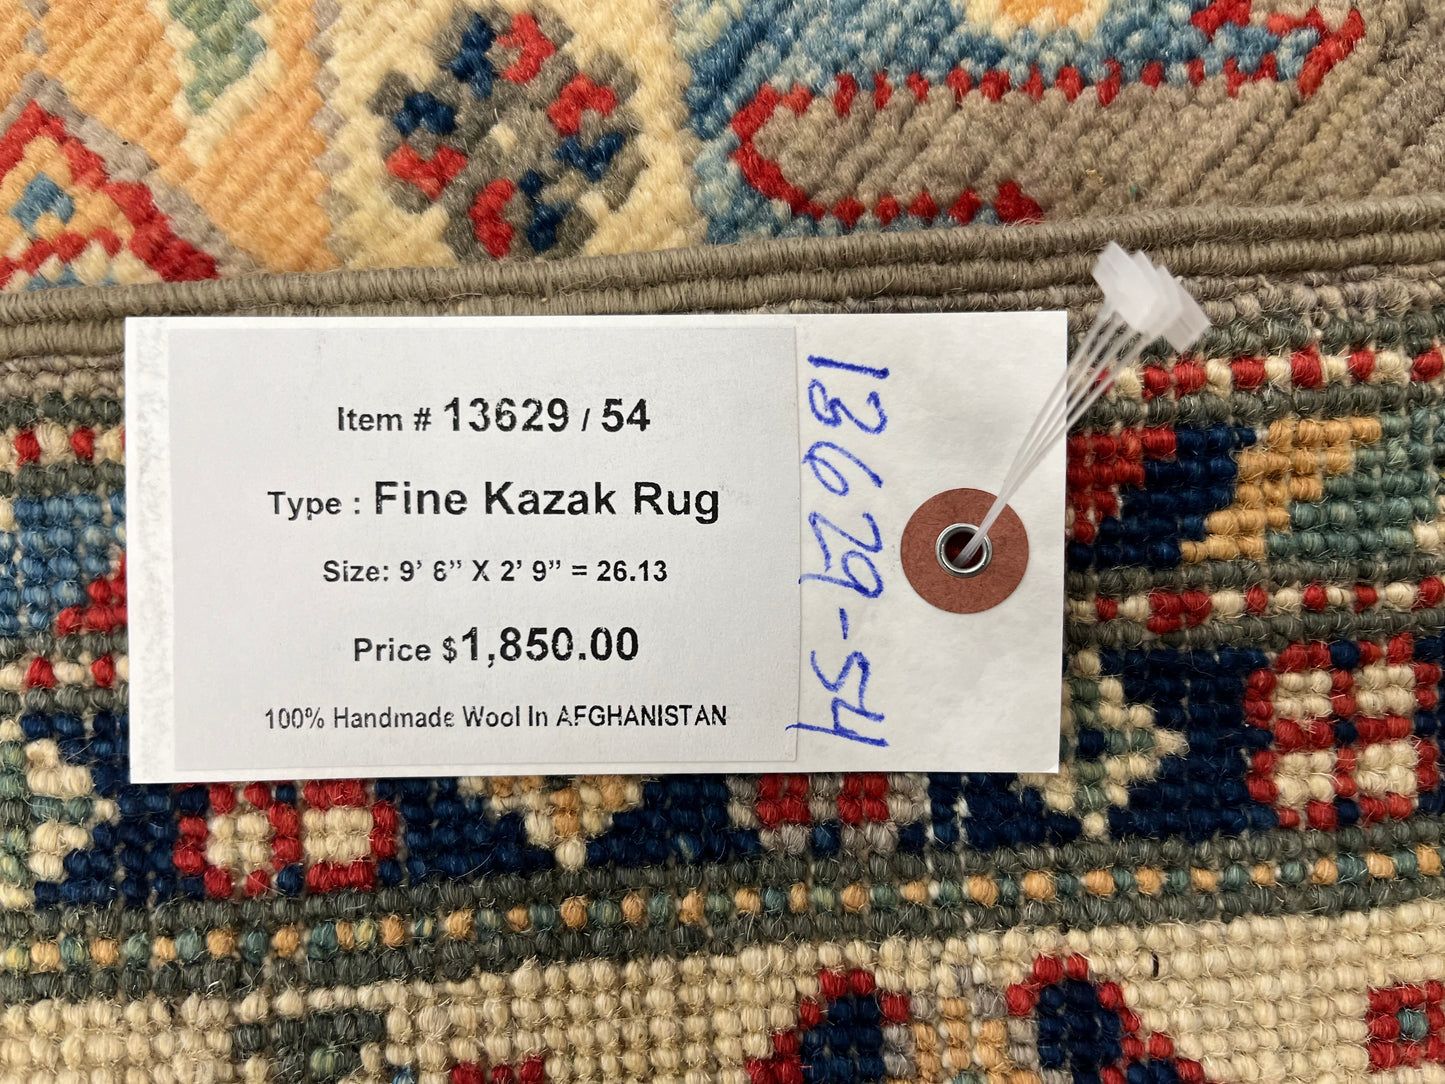 Item # 13629 / 54
Type : Fine Kazak Rug
Size: 9’ 6” X 2’ 9” = 26.13
Price $1,850.00
100% Handmade Wool In AFGHANISTAN
13629-54